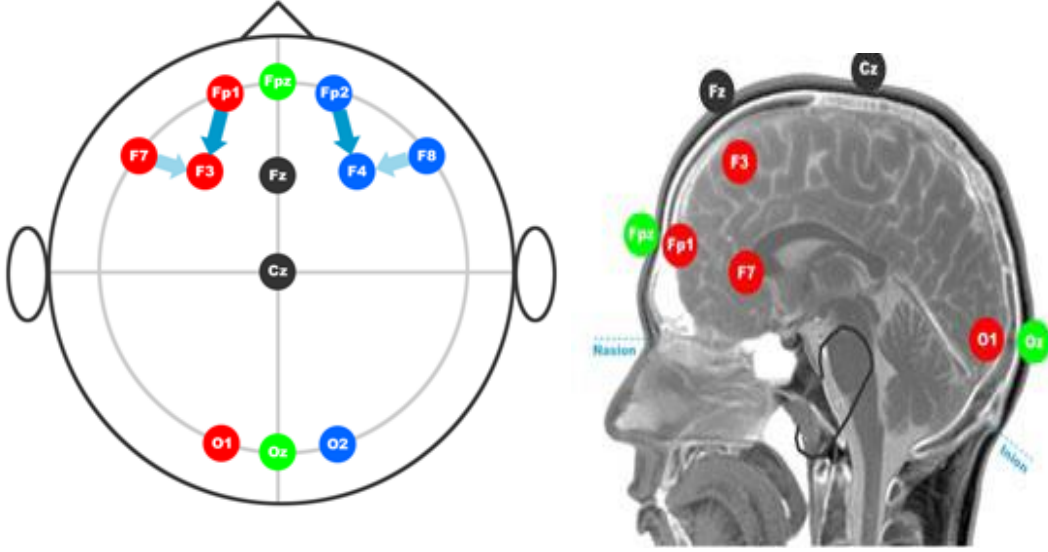 Fp1 Fpz Fp2
F7 F3 Fz F4 F8
Cz
O1 Oz O2
Cz
Fz
F3
Fpz Fp1
F7
O1 Oz
Nasion
Inion